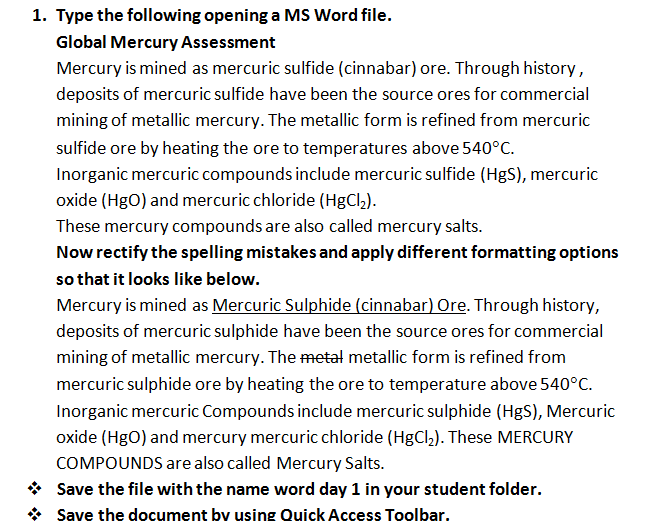 1. Type the following opening a MS Word file.
Global Mercury Assessment
Mercury is mined as mercuric sulfide (cinnabar) ore. Through history,
deposits of mercuric sulfide have been the source ores for commercial
mining of metallic mercury. The metallic form is refined from mercuric
sulfide ore by heating the ore to temperatures above 540°C.
Inorganic mercuric compounds include mercuric sulfide (HgS), mercuric
oxide (HgO) and mercuric chloride (HgCl₂).
These mercury compounds are also called mercury salts.
Now rectify the spelling mistakes and apply different formatting options
so that it looks like below.
Mercury is mined as Mercuric Sulphide (cinnabar) Ore. Through history,
deposits of mercuric sulphide have been the source ores for commercial
mining of metallic mercury. The metal metallic form is refined from
mercuric sulphide ore by heating the ore to temperature above 540°C.
Inorganic mercuric Compounds include mercuric sulphide (HgS), Mercuric
oxide (HgO) and mercury mercuric chloride (HgCl₂). These MERCURY
COMPOUNDS are also called Mercury Salts.
❖ Save the file with the name word day 1 in your student folder.
❖ Save the document by using Quick Access Toolbar.